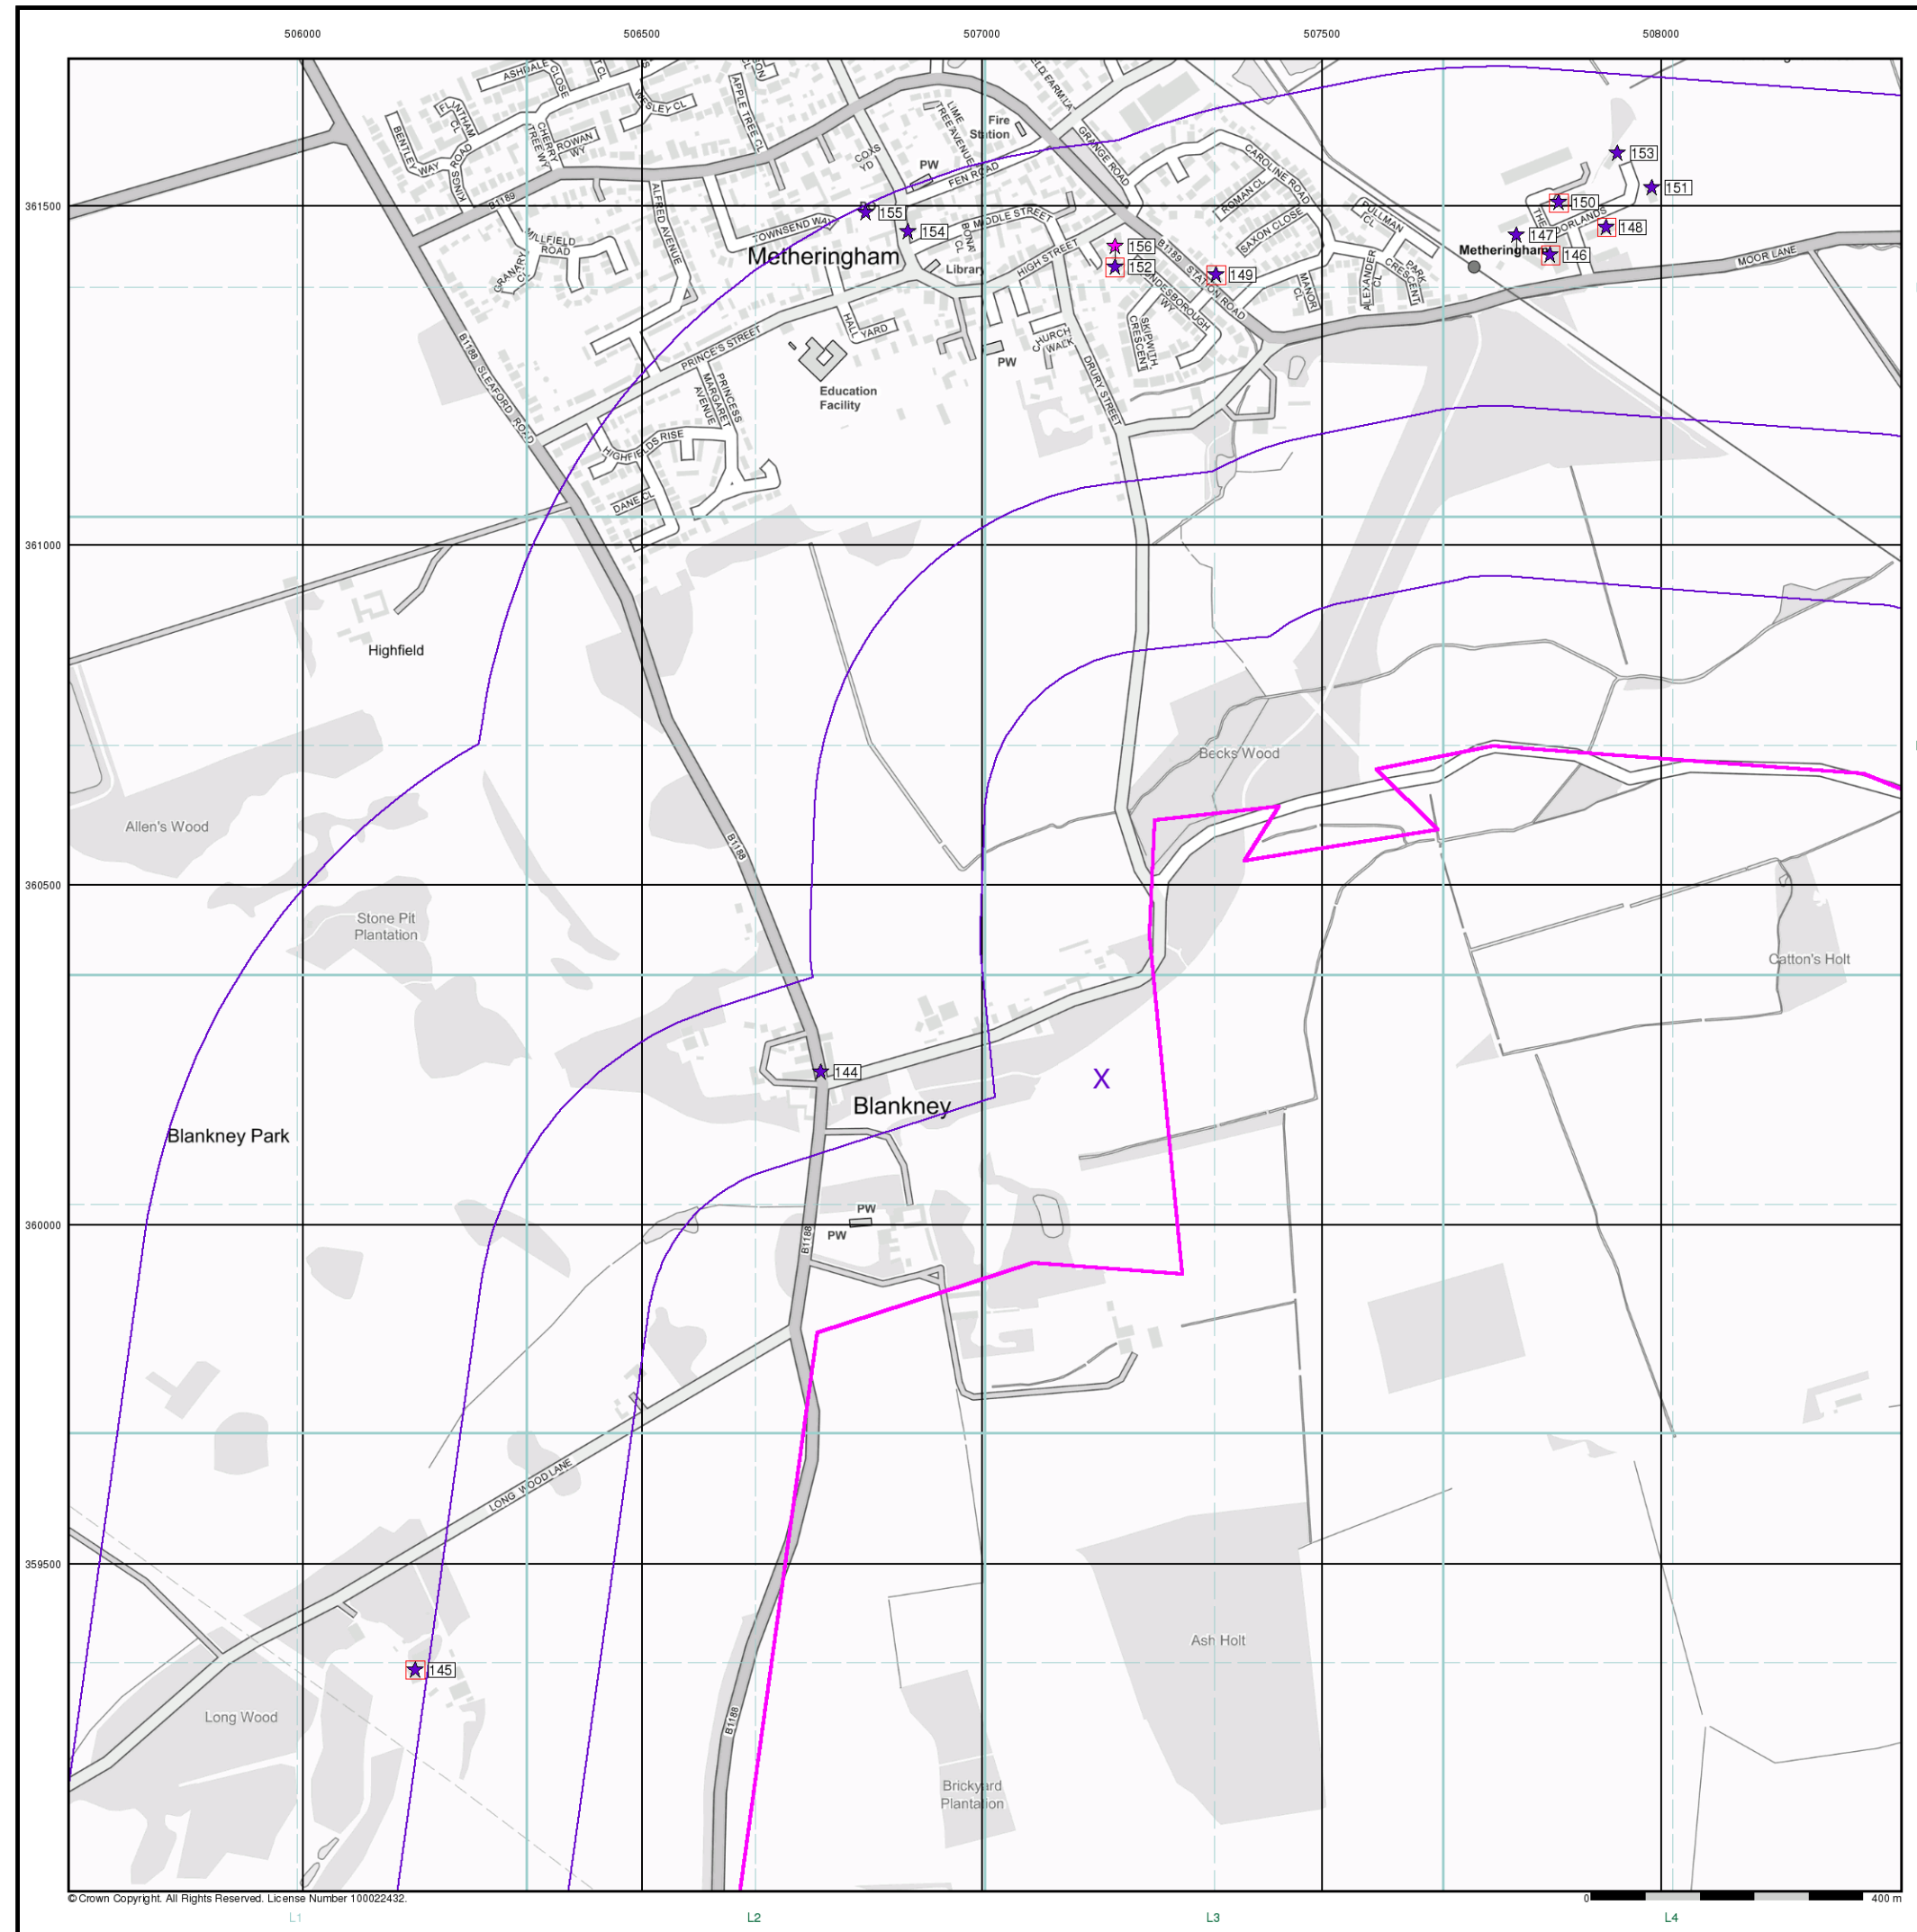 506000 506500 507000 507500 508000
361500
361000
360500
360000
359500
ASHDALE
CLOSE
WESLEY CL
APPLE TREE CL
LIME
TREE AVENUE
Fire
Station
GRANGE ROAD
BENTLEY
WAY
KINGS ROAD
CHERRY
TREE WY
ROWAN
WY
COXS
YD
PW
FEN ROAD
CAROLINE ROAD
ROMAN CL
SAXON CLOSE
PULLMAN
CL
B1189
ALFRED AVENUE
TOWNSEND WAY
MIDDLE STREET
HIGH STREET
MILLFIELD
ROAD
GRANARY
CL
Metheringham
Library
B1189 STATION ROAD
MANOR
CL
ALEXANDER
CL
PARK
CRESCENT
Metheringham
MOOR LANE
153
151
150
148
147
146
155
154
156
152
149
B1188 SLEAFORD ROAD
PRINCE'S STREET
HALL
YARD
Education
Facility
PW
CHURCH
WALK
DRURY STREET
SKIPWITH
CRESCENT
LONDESBOROUGH
WY
PRINCESS
MARGARET
AVENUE
HIGHFIELDS RISE
DANE CL
Highfield
Becks Wood
Allen's Wood
B1188
Stone Pit
Plantation
Catton's Holt
144
X
Blankney
Blankney Park
PW
PW
B1188
LONG WOOD LANE
145
Long Wood
Ash Holt
B1188
Brickyard
Plantation
© Crown Copyright. All Rights Reserved. License Number 100022432.
0 400 m
L1 L2 L3 L4